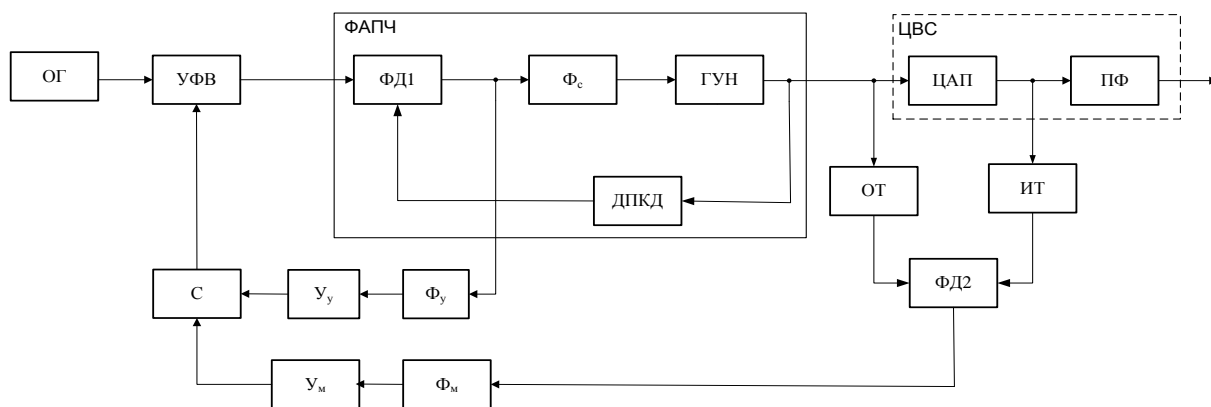 ФАПЧ
ЦВС
ОГ
УФВ
ФД1
Фс
ГУН
ЦАП
ПФ
ДПКД
ОТ
ИТ
С
Уу
Фу
ФД2
Ум
Фм